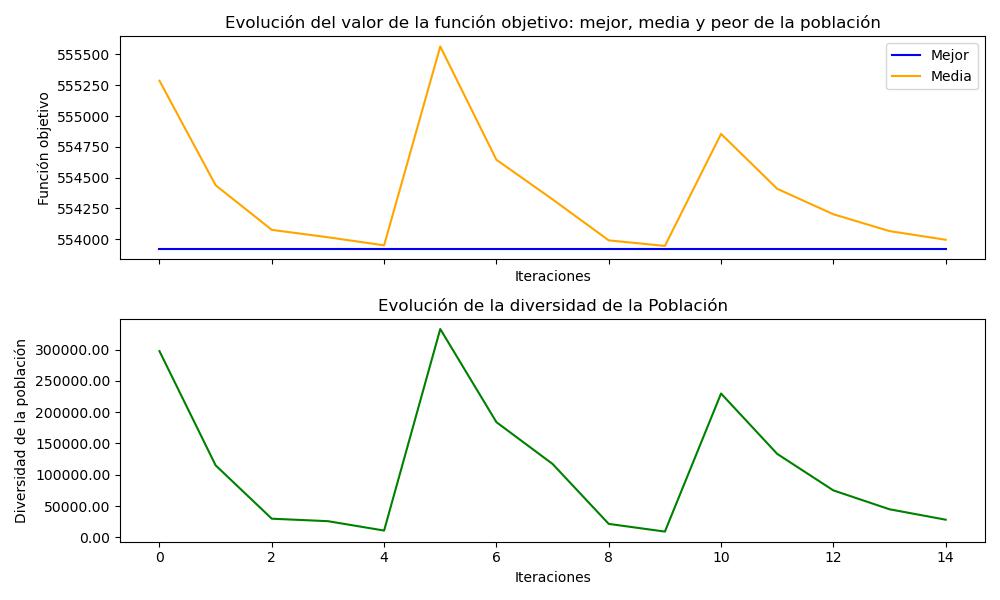 Evolución del valor de la función objetivo: mejor, media y peor de la población
555500
555250
555000
554750
554500
554250
554000
Función objetivo
Mejor
Media
Iteraciones
Evolución de la diversidad de la Población
300000.00
250000.00
200000.00
150000.00
100000.00
50000.00
0.00
Diversidad de la población
0 2 4 6 8 10 12 14
Iteraciones